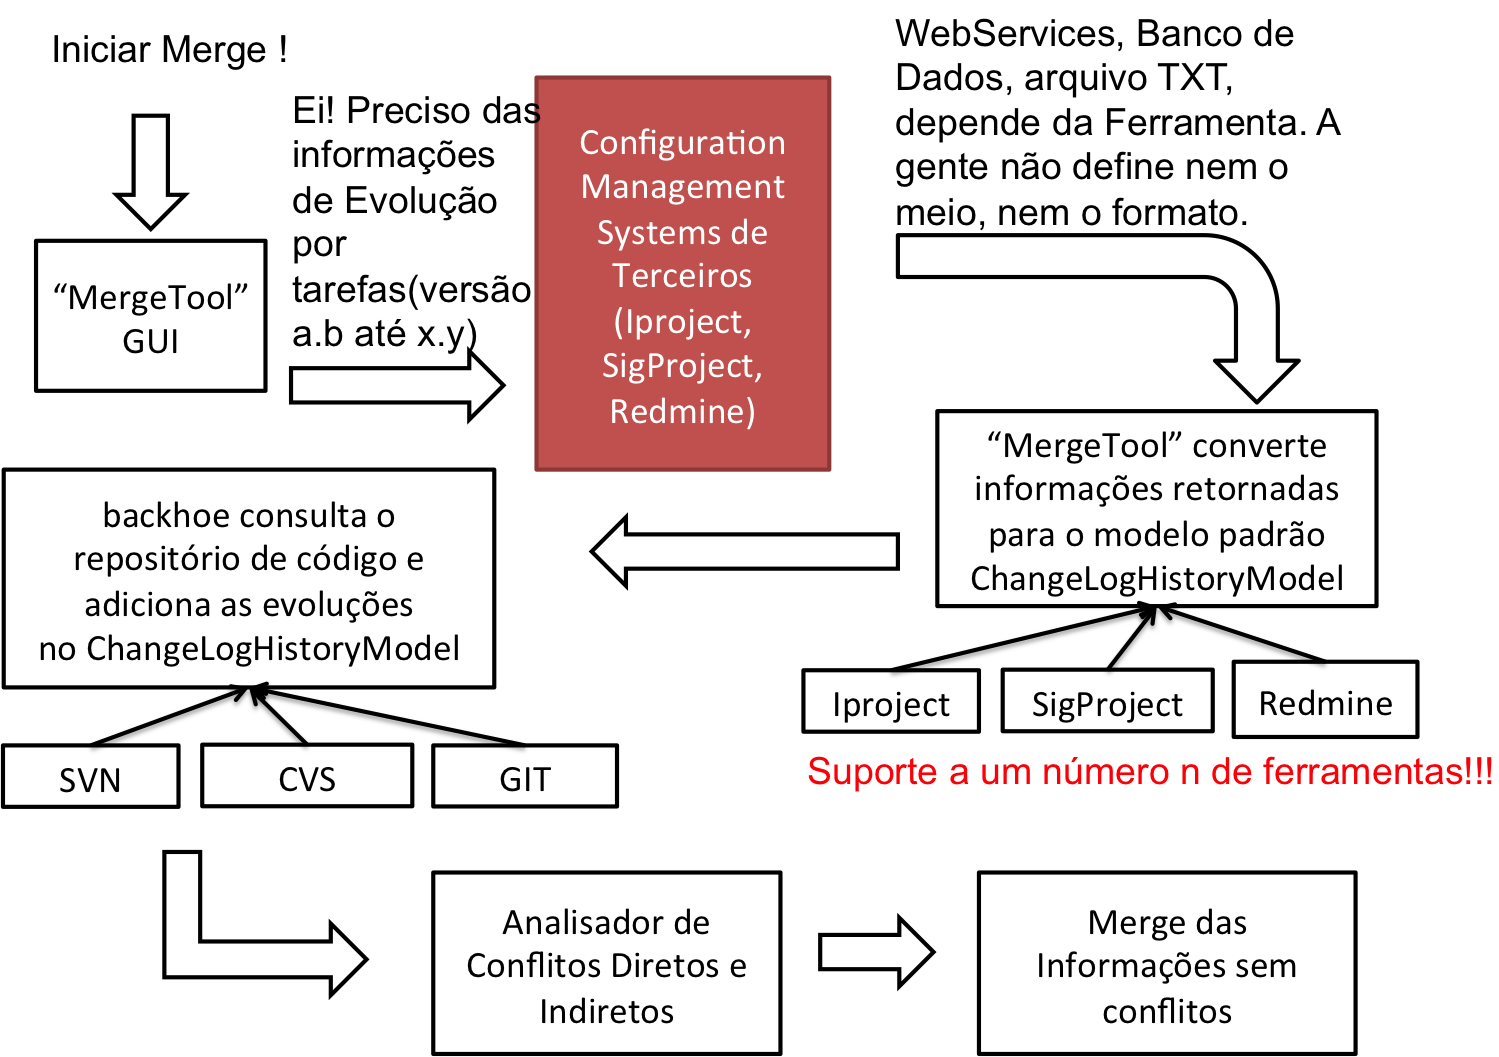 Iniciar Merge !
“MergeTool”
GUI
Ei! Preciso das
informações
de Evolução
por
tarefas(versão
a.b até x.y)
Configuration
Management
Systems de
Terceiros
(Iproject,
SigProject,
Redmine)
WebServices, Banco de
Dados, arquivo TXT,
depende da Ferramenta. A
gente não define nem o
meio, nem o formato.
“MergeTool” converte
informações retornadas
para o modelo padrão
ChangeLogHistoryModel
Iproject
SigProject
Redmine
Suporte a um número n de ferramentas!!!
backhoe consulta o
repositório de código e
adiciona as evoluções
no ChangeLogHistoryModel
SVN
CVS
GIT
Analisador de
Conflitos Diretos e
Indiretos
Merge das
Informações sem
conflitos